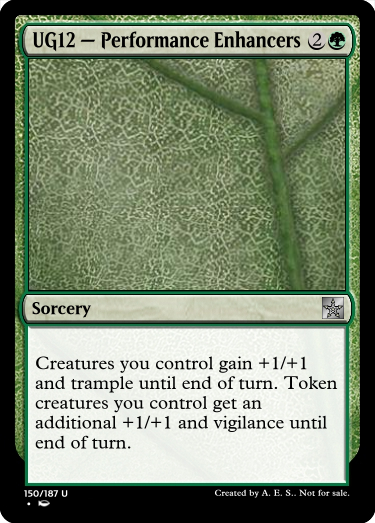 UG12 — Performance Enhancers 2
Sorcery
Creatures you control gain +1/+1
and trample until end of turn. Token
creatures you control get an
additional +1/+1 and vigilance until
end of turn.
150/187 U
Created by A. E. S.. Not for sale.